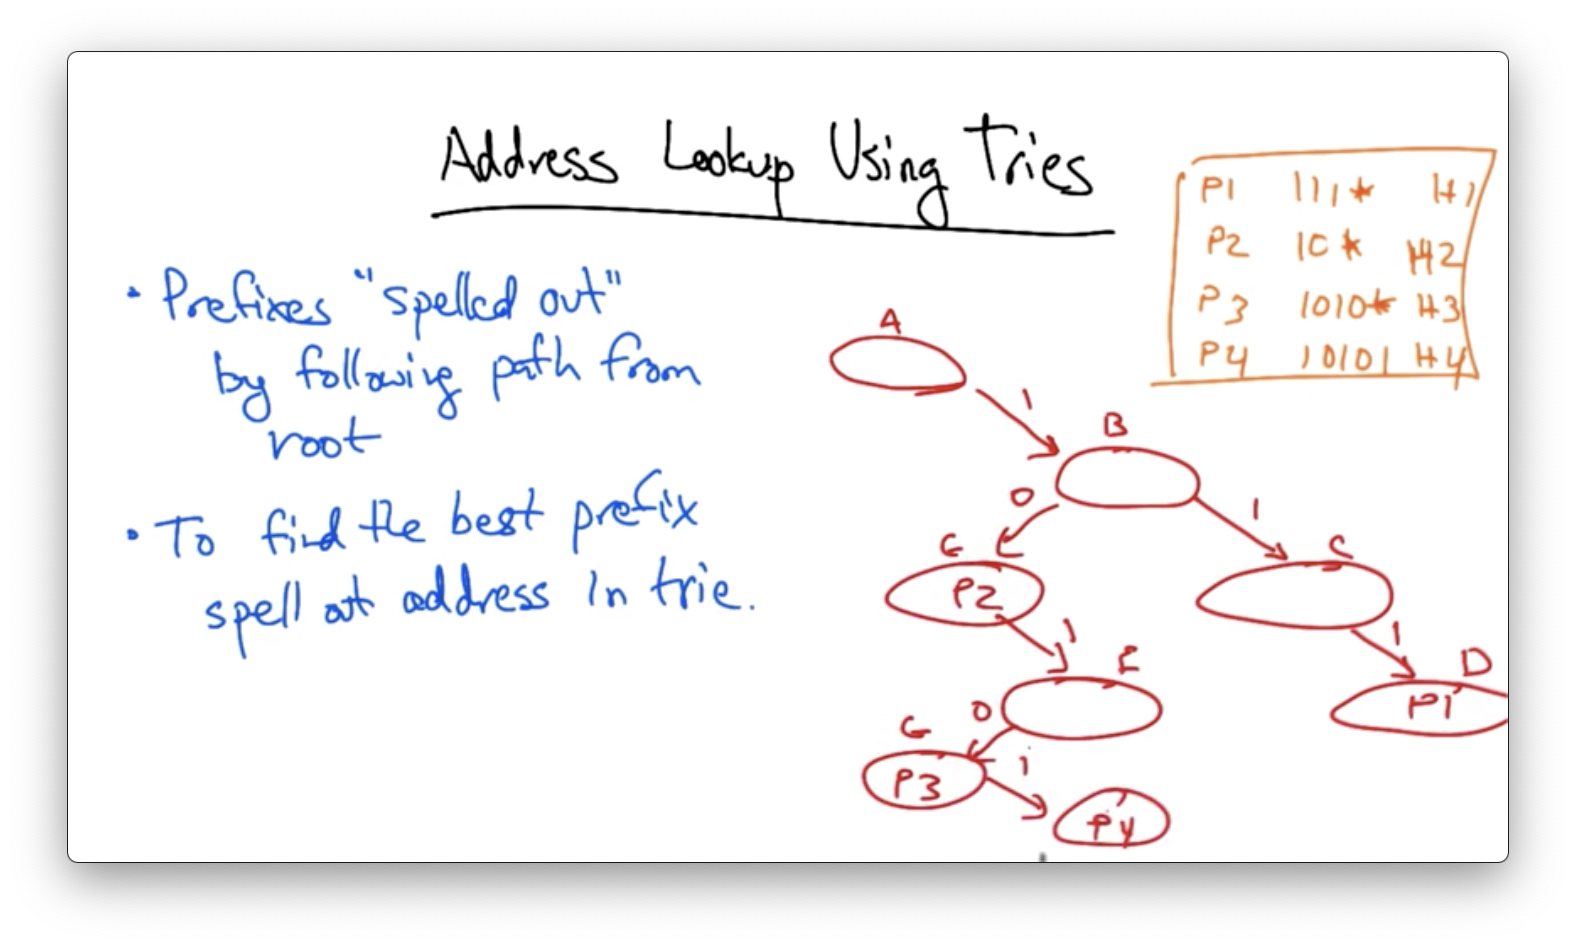 Address Lookup Using Tries
P1 111* H1
P2 10* H2
P3 1010* H3
P4 10101 H4
• Prefixes "spelled out"
by following path from
root
• To find the best prefix
spell out address in trie.
A
1
B
0
1
G
C
P2
1
1
E
D
P1
G
0
P3
1
P4